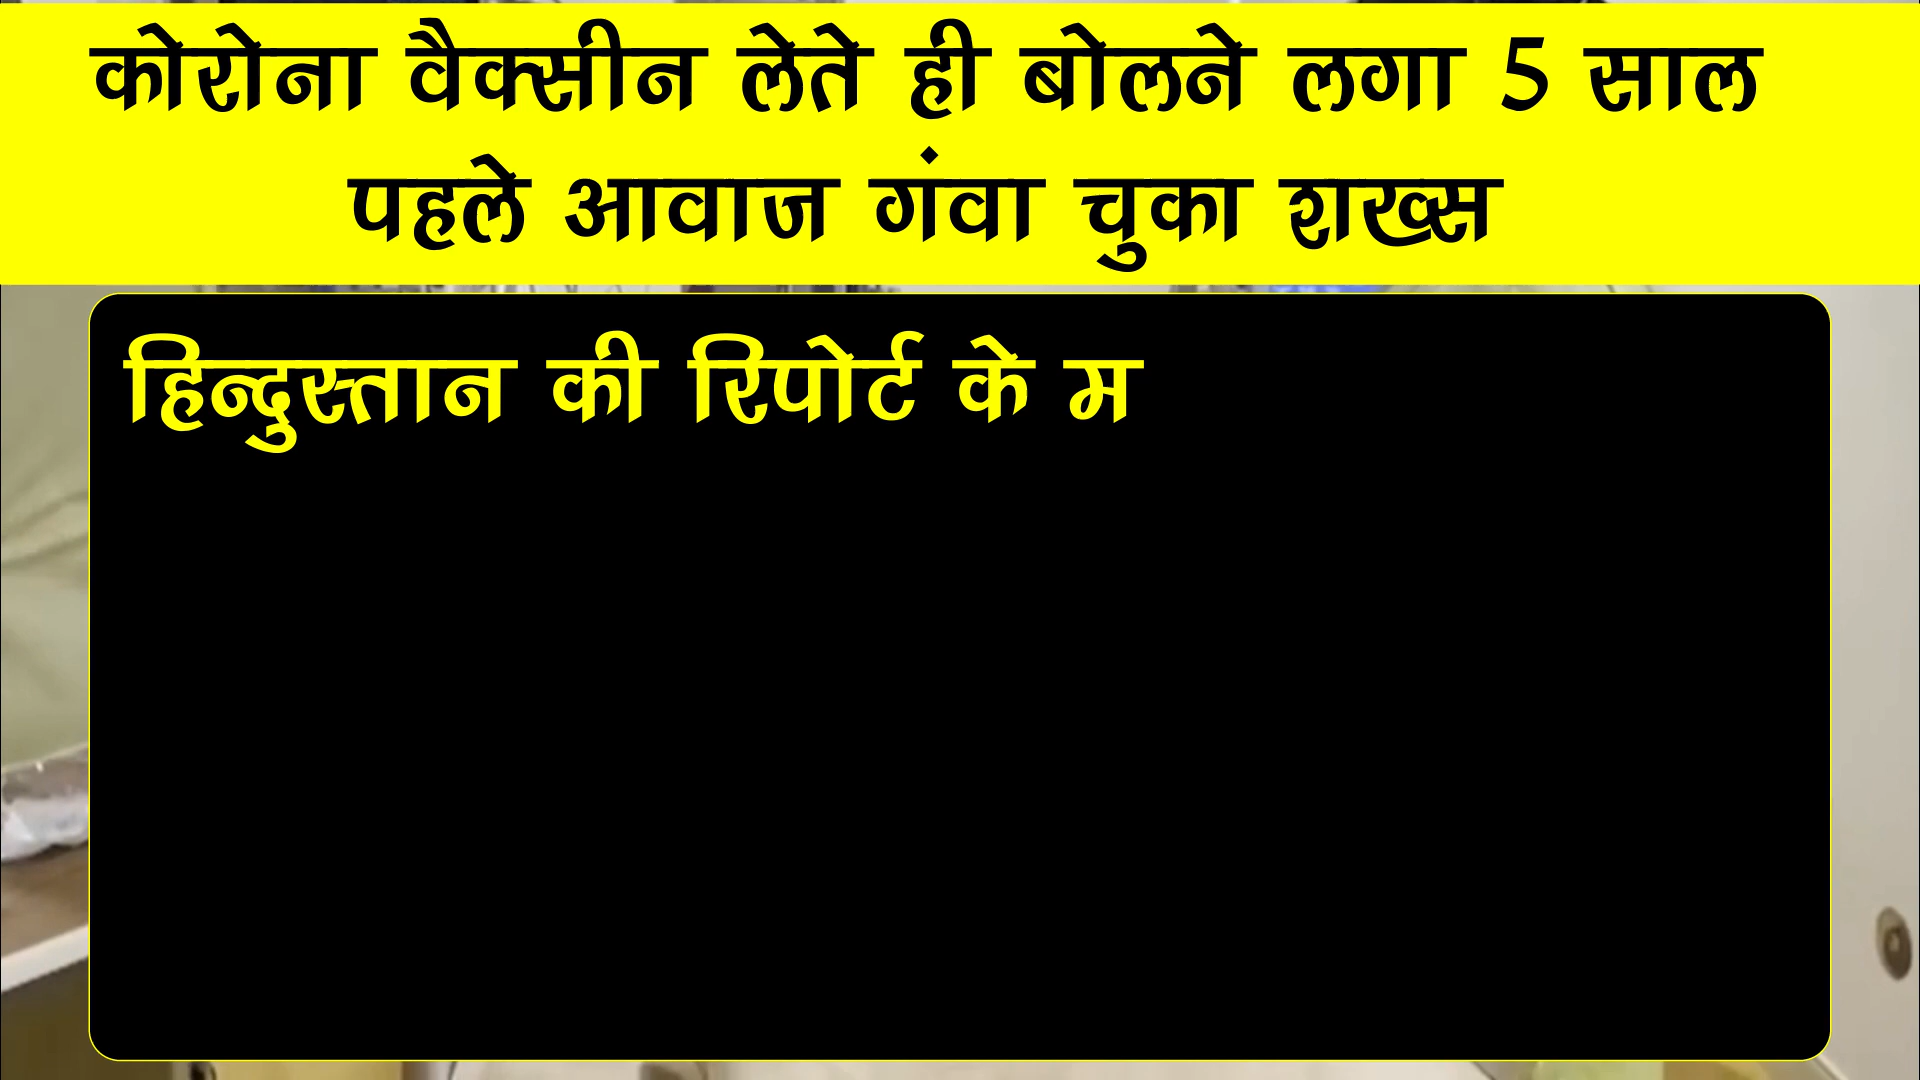 कोरोना वैक्सीन लेते ही बोलने लगा 5 साल
पहले आवाज गंवा चुका शख्स
हिन्दुस्तान की रिपोर्ट के म